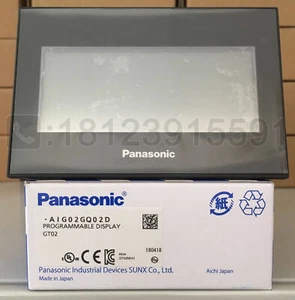 :18123915591
Panasonic
Panasonic
·AIG02GQ02D
PROGRAMMABLE DISPLAY
GT02
紙
180418
Panasonic Industrial Devices SUNX Co., Ltd.
Made in Japan
Aichi Japan